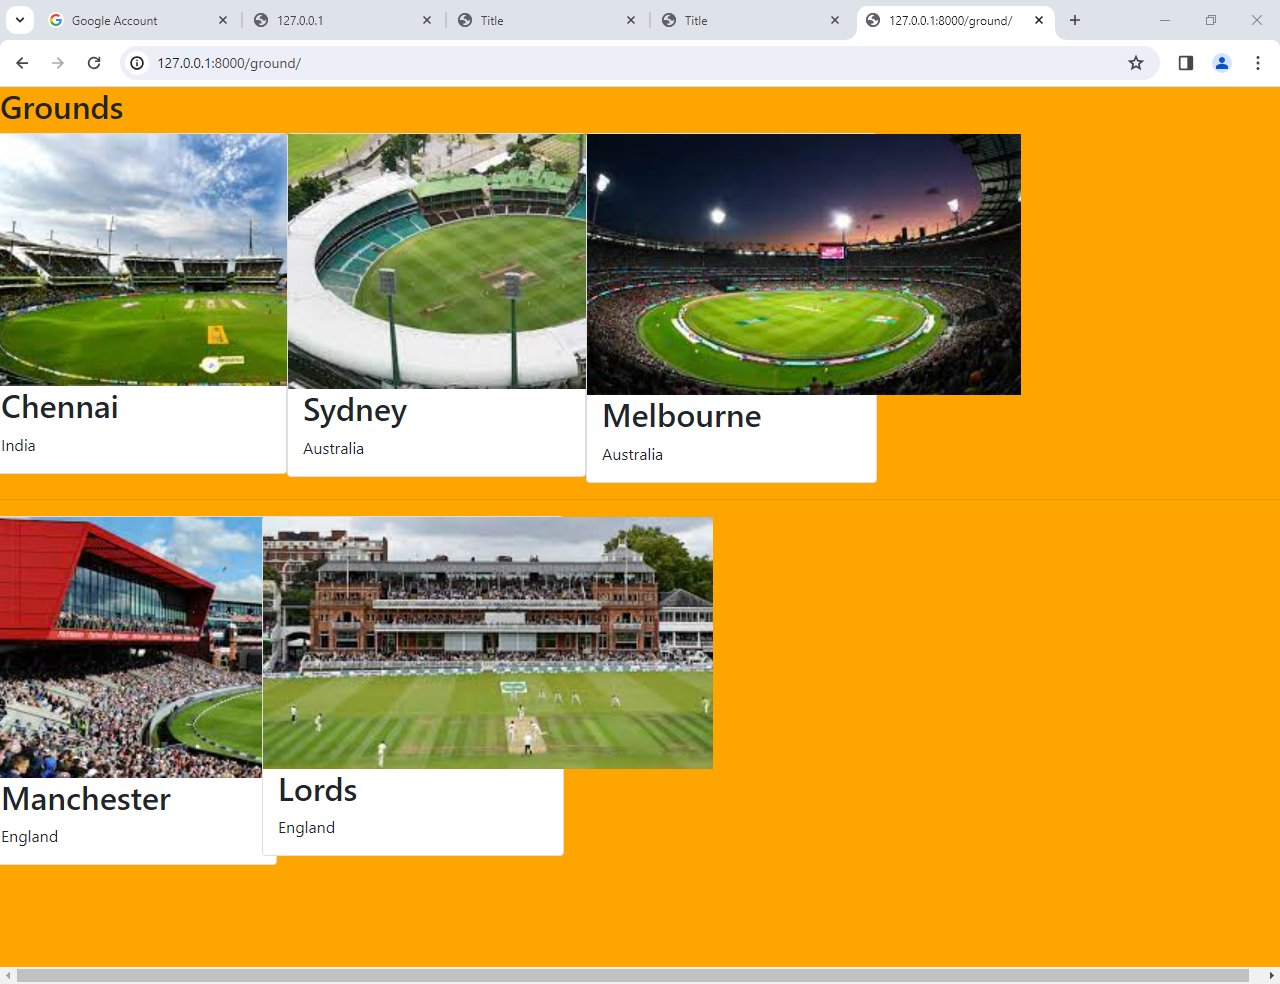 Google Account
127.0.0.1
Title
Title
127.0.0.1:8000/ground/
127.0.0.1:8000/ground/
Grounds
Chennai
India
Sydney
Australia
Melbourne
Australia
Manchester
England
Lords
England